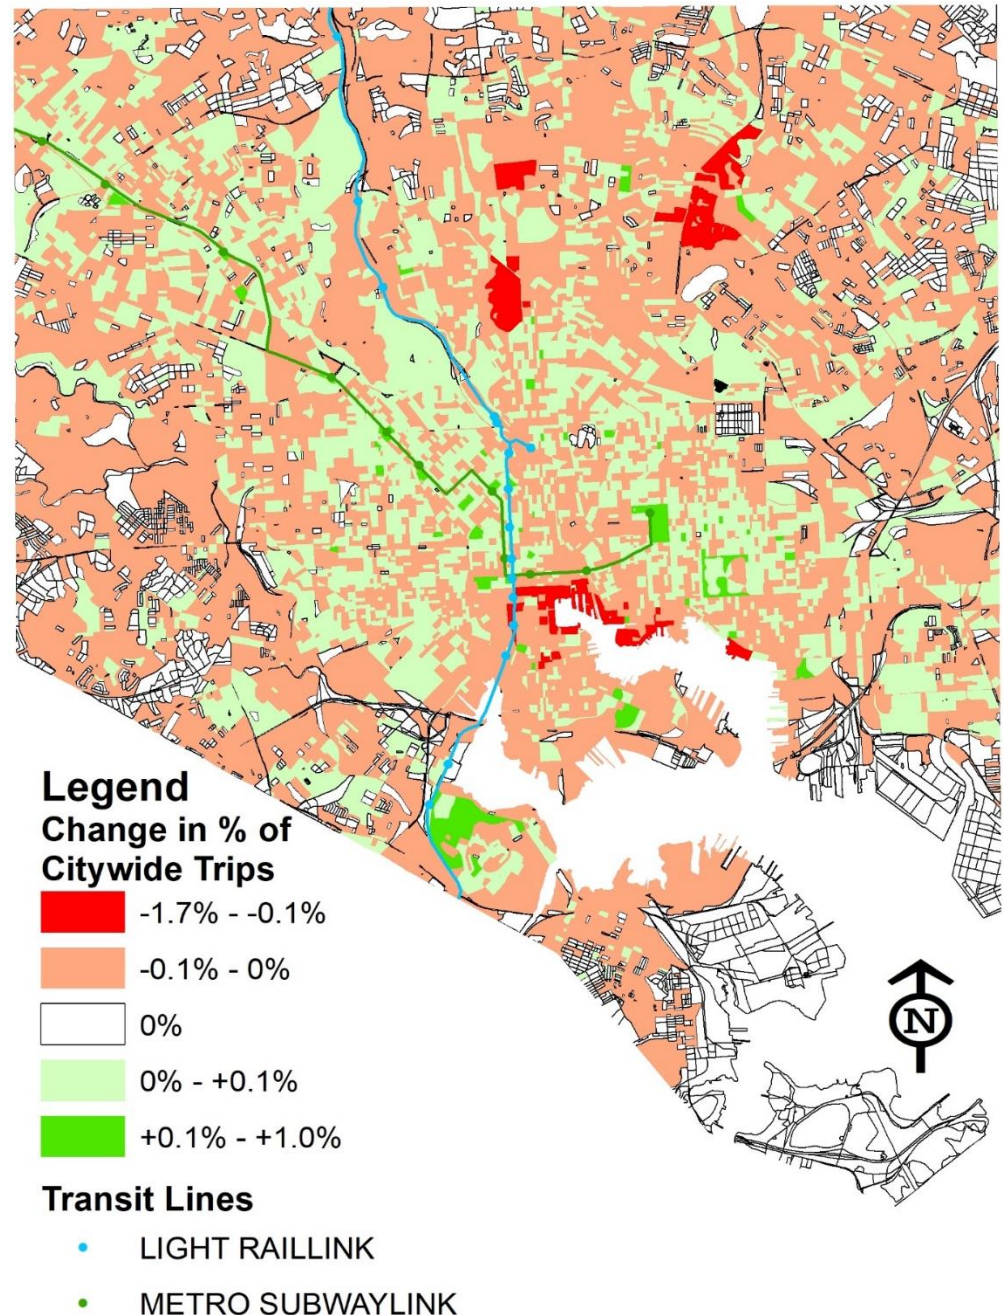 Legend
Change in % of
Citywide Trips
-1.7% - -0.1%
-0.1% - 0%
0%
0% - +0.1%
+0.1% - +1.0%
Transit Lines
LIGHT RAILLINK
METRO SUBWAYLINK
N